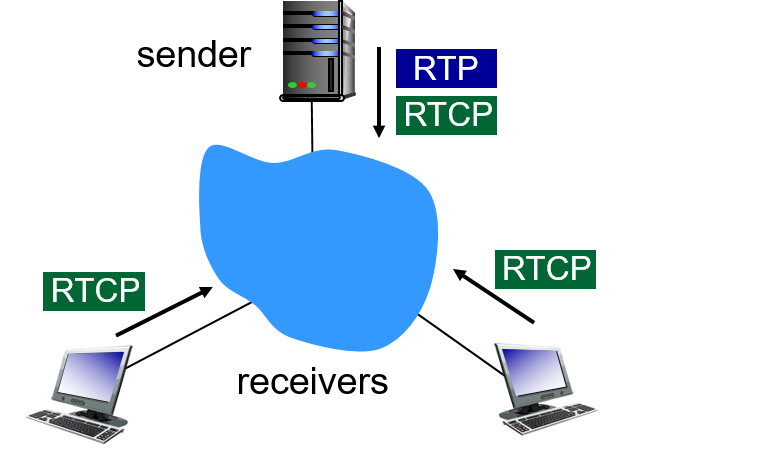 sender
RTP
RTCP
RTCP
RTCP
receivers